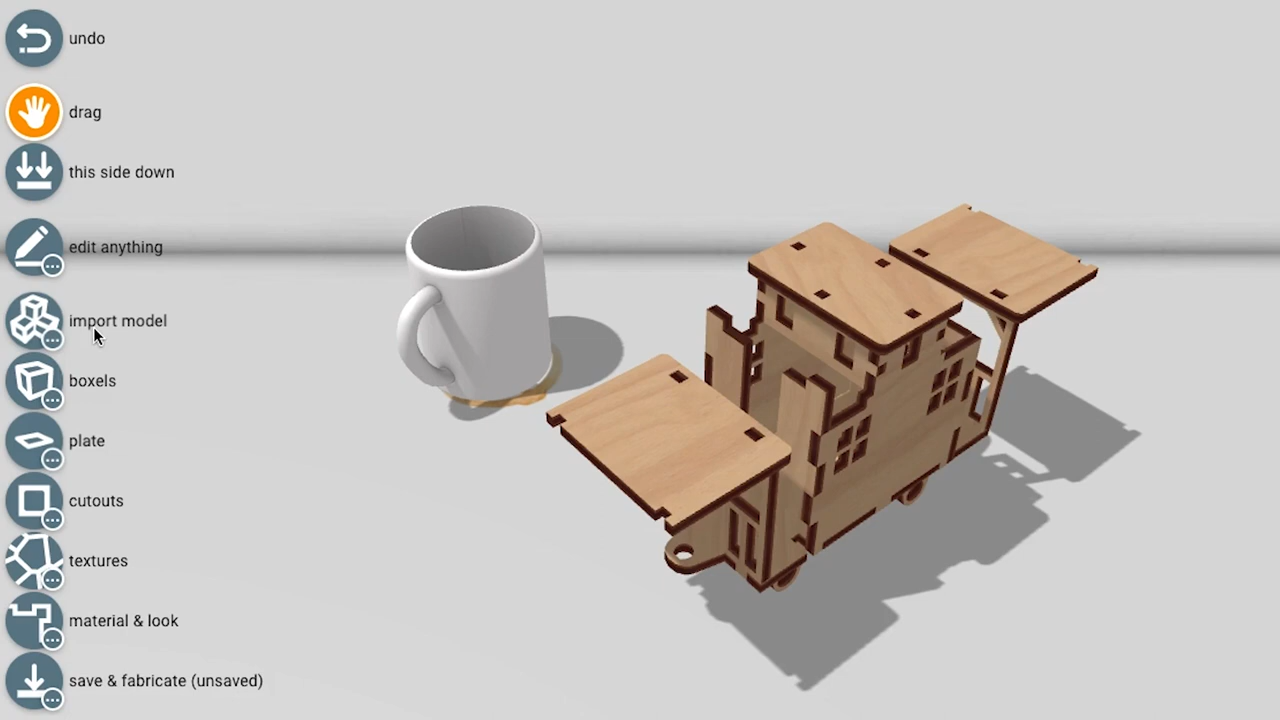 undo
drag
this side down
edit anything
import model
boxels
plate
cutouts
textures
material & look
save & fabricate (unsaved)